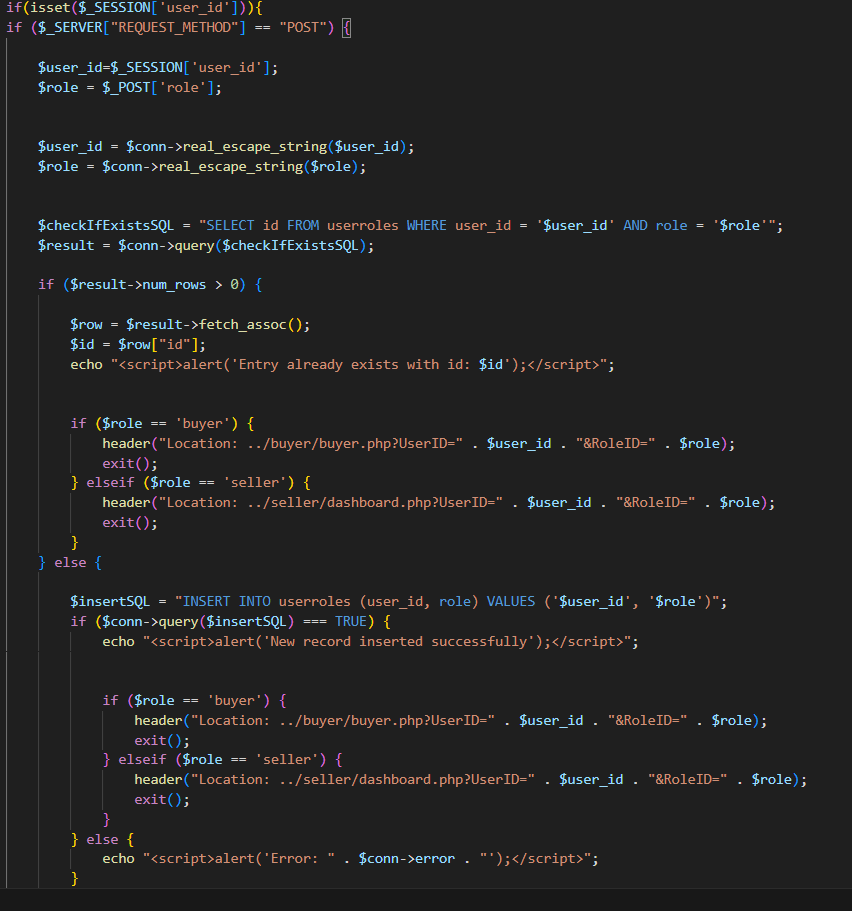 if(isset($_SESSION['user_id'])){
if ($_SERVER["REQUEST_METHOD"] == "POST") {
$user_id=$_SESSION['user_id'];
$role = $_POST['role'];
$user_id = $conn->real_escape_string($user_id);
$role = $conn->real_escape_string($role);
$checkIfExistsSQL = "SELECT id FROM userroles WHERE user_id = '$user_id' AND role = '$role'";
$result = $conn->query($checkIfExistsSQL);
if ($result->num_rows > 0) {
$row = $result->fetch_assoc();
$id = $row["id"];
echo "<script>alert('Entry already exists with id: $id');</script>";
if ($role == 'buyer') {
header("Location: ../buyer/buyer.php?UserID=" . $user_id . "&RoleID=" . $role);
exit();
} elseif ($role == 'seller') {
header("Location: ../seller/dashboard.php?UserID=" . $user_id . "&RoleID=" . $role);
exit();
}
} else {
$insertSQL = "INSERT INTO userroles (user_id, role) VALUES ('$user_id', '$role')";
if ($conn->query($insertSQL) === TRUE) {
echo "<script>alert('New record inserted successfully');</script>";
if ($role == 'buyer') {
header("Location: ../buyer/buyer.php?UserID=" . $user_id . "&RoleID=" . $role);
exit();
} elseif ($role == 'seller') {
header("Location: ../seller/dashboard.php?UserID=" . $user_id . "&RoleID=" . $role);
exit();
}
} else {
echo "<script>alert('Error: " . $conn->error . "');</script>";
}